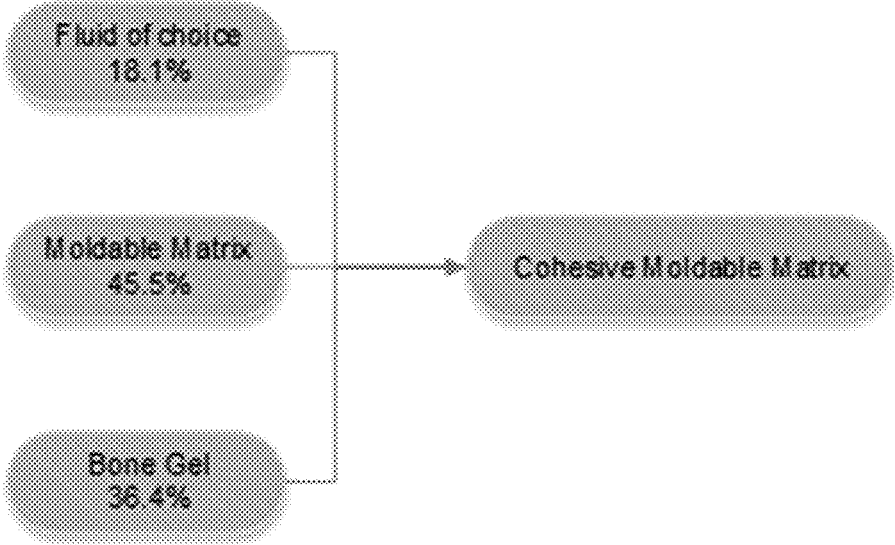 Fluid of choice
18.1%
Moldable Matrix
45.5%
Cohesive Moldable Matrix
Bone Gel
36.4%